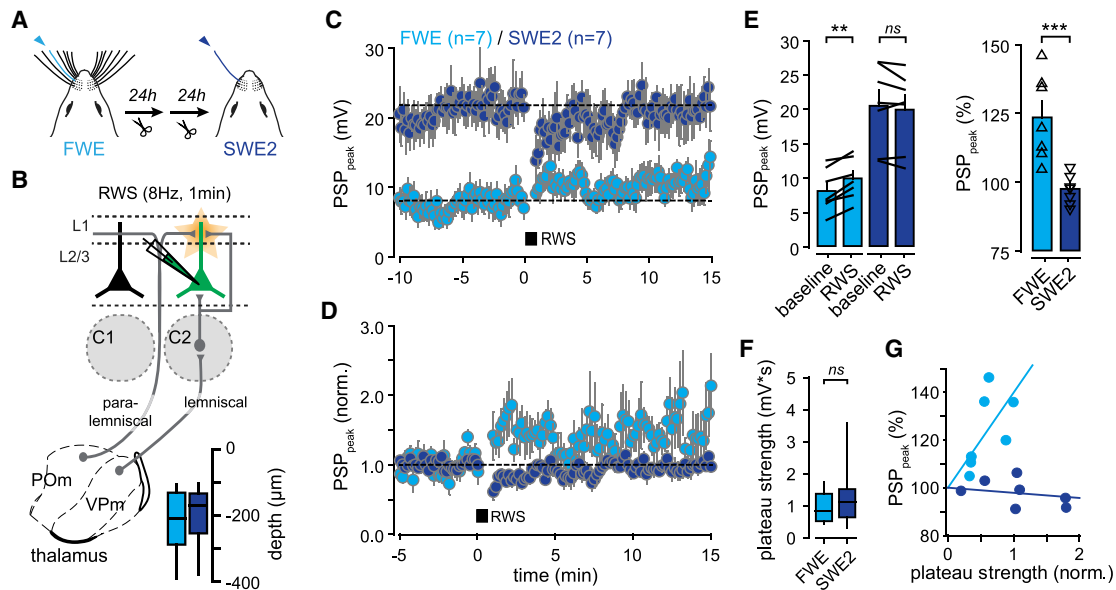 A
24h
24h
FWE
SWE2
B
RWS (8Hz, 1min)
L1
L2/3
C1
C2
para-
lemniscal
lemniscal
POm
VPm
thalamus
0
-200
-400
depth (µm)
C
FWE (n=7) / SWE2 (n=7)
PSPpeak (mV)
30
20
10
0
RWS
-10
-5
0
5
10
15
D
PSPpeak (norm.)
3.0
2.0
1.0
0.0
RWS
-5
0
5
10
15
time (min)
E
PSPpeak (mV)
30
25
20
15
10
5
0
**
ns
baseline
RWS
baseline
RWS
PSPpeak (%)
150
125
100
75
***
FWE
SWE2
F
plateau strength (mV*s)
5
4
3
2
1
0
ns
FWE
SWE2
G
PSPpeak (%)
140
120
100
80
0
1
2
plateau strength (norm.)